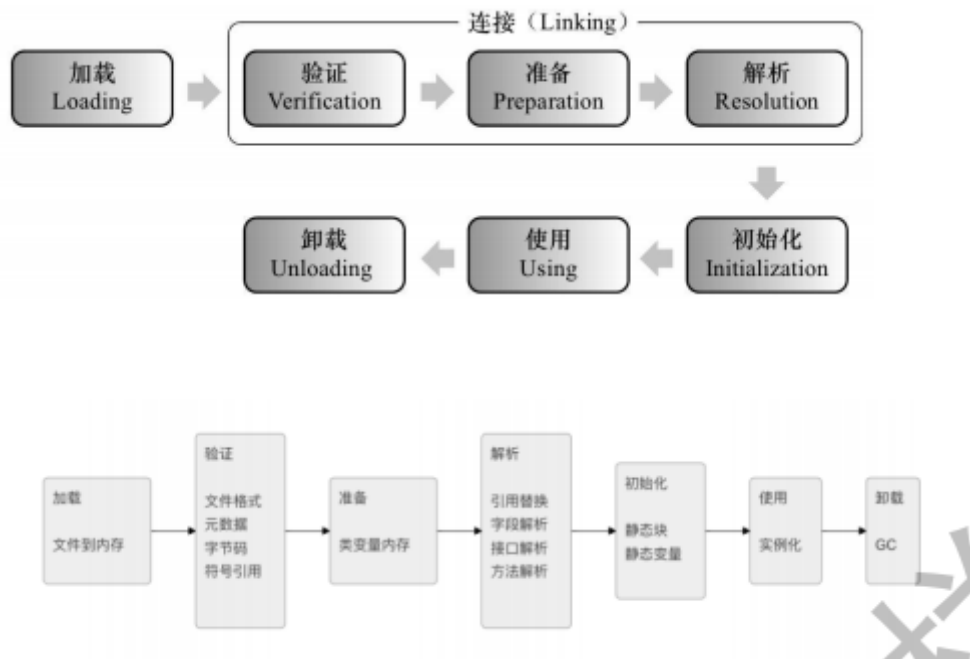 连接（Linking）
加载
Loading
验证
Verification
准备
Preparation
解析
Resolution
卸载
Unloading
使用
Using
初始化
Initialization
加载
文件到内存
验证
文件格式
元数据
字节码
符号引用
准备
类变量内存
解析
引用替换
字段解析
接口解析
方法解析
初始化
静态块
静态变量
使用
实例化
卸载
GC